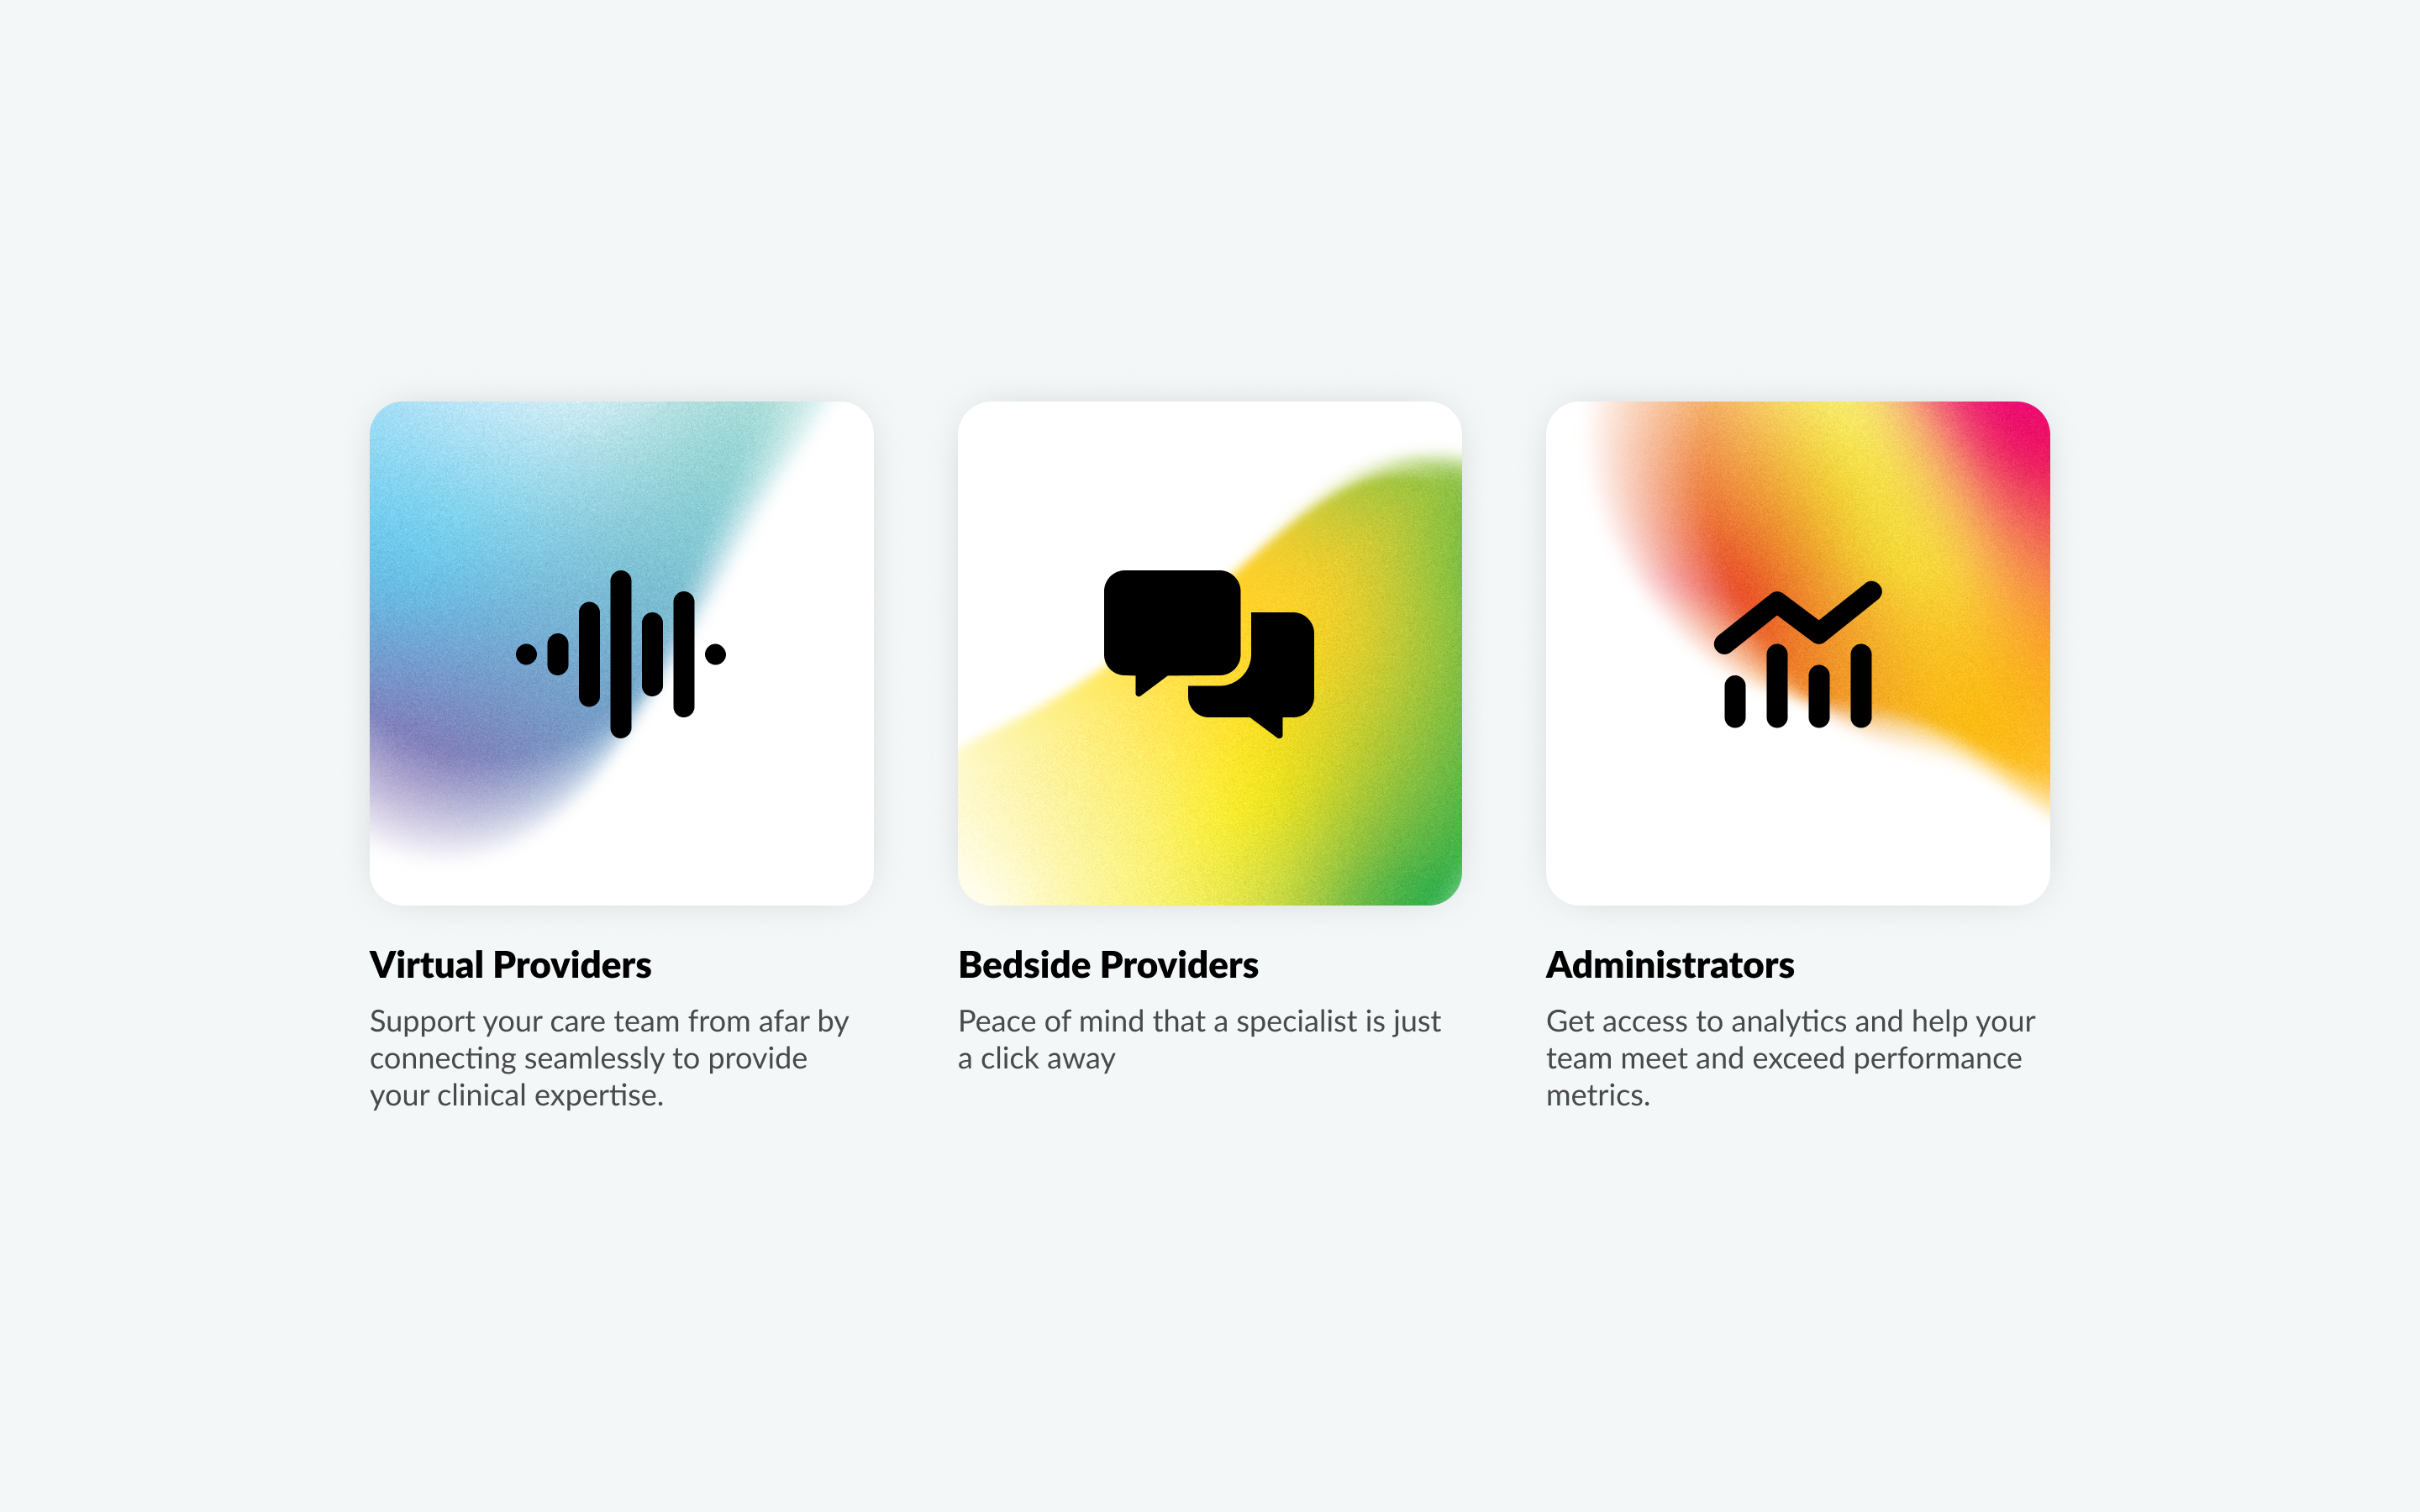 Virtual Providers
Support your care team from afar by
connecting seamlessly to provide
your clinical expertise.
Bedside Providers
Peace of mind that a specialist is just
a click away
Administrators
Get access to analytics and help your
team meet and exceed performance
metrics.